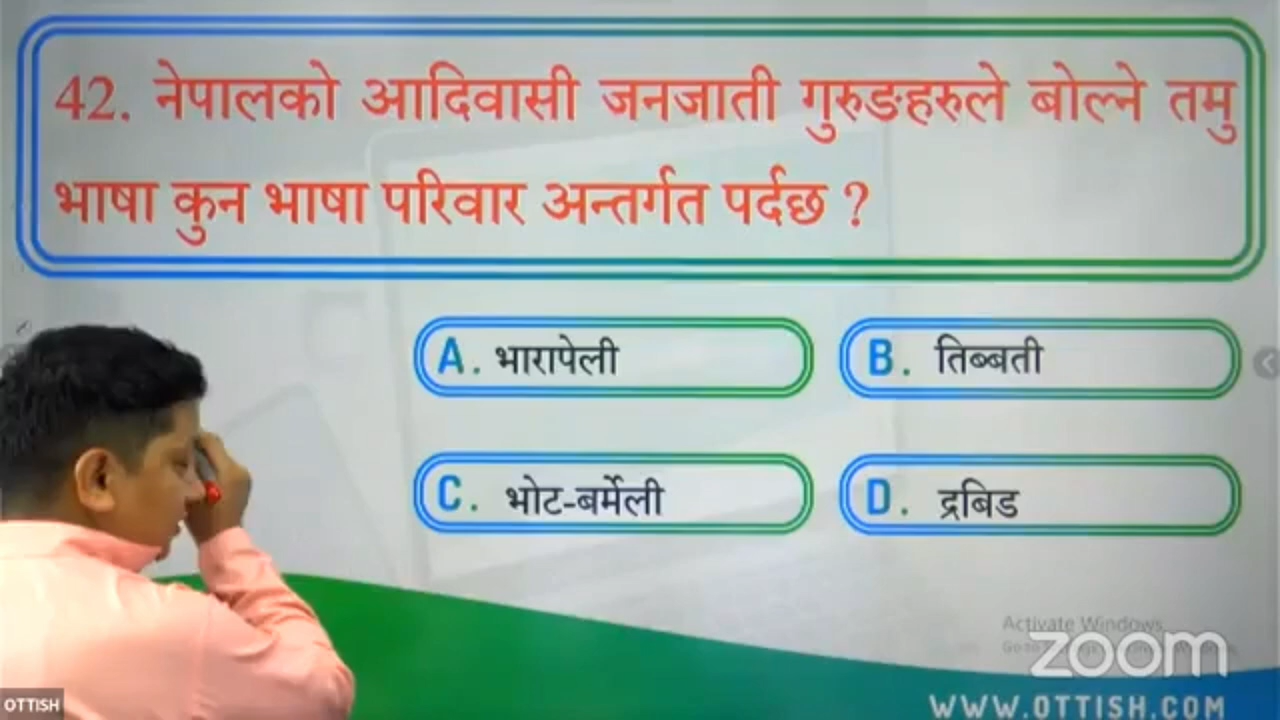 42. नेपालको आदिवासी जनजाती गुरुङहरुले बोल्ने तमु
भाषा कुन भाषा परिवार अन्तर्गत पर्दछ ?
A. भारापेली
B. तिब्बती
C. भोट-बर्मेली
D. द्रबिड
Activate Windows
zoom
OTTISH
WWW.OTTISH.COM